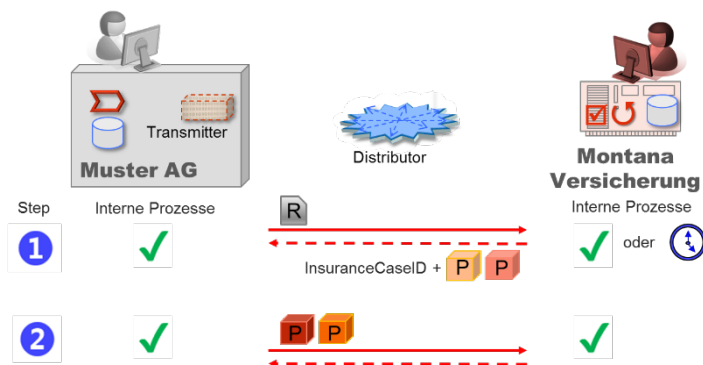 Transmitter
Muster AG
Distributor
Montana
Versicherung
Step
Interne Prozesse
R
Interne Prozesse
1
oder
InsuranceCaseID + P P
2
P P